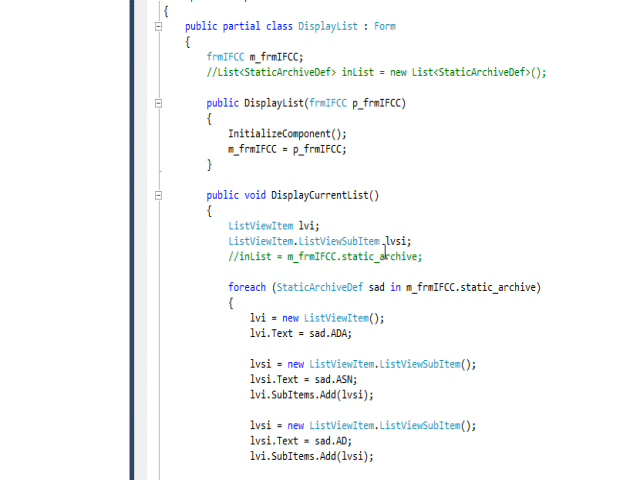 {
public partial class DisplayList : Form
{
frmIFCC m_frmIFCC;
//List<StaticArchiveDef> inList = new List<StaticArchiveDef>();
public DisplayList(frmIFCC p_frmIFCC)
{
InitializeComponent();
m_frmIFCC = p_frmIFCC;
}
public void DisplayCurrentList()
{
ListViewItem lvi;
ListViewItem.ListViewSubItem lvsi;
//inList = m_frmIFCC.static_archive;
foreach (StaticArchiveDef sad in m_frmIFCC.static_archive)
{
lvi = new ListViewItem();
lvi.Text = sad.ADA;
lvsi = new ListViewItem.ListViewSubItem();
lvsi.Text = sad.ASN;
lvi.SubItems.Add(lvsi);
lvsi = new ListViewItem.ListViewSubItem();
lvsi.Text = sad.AD;
lvi.SubItems.Add(lvsi);